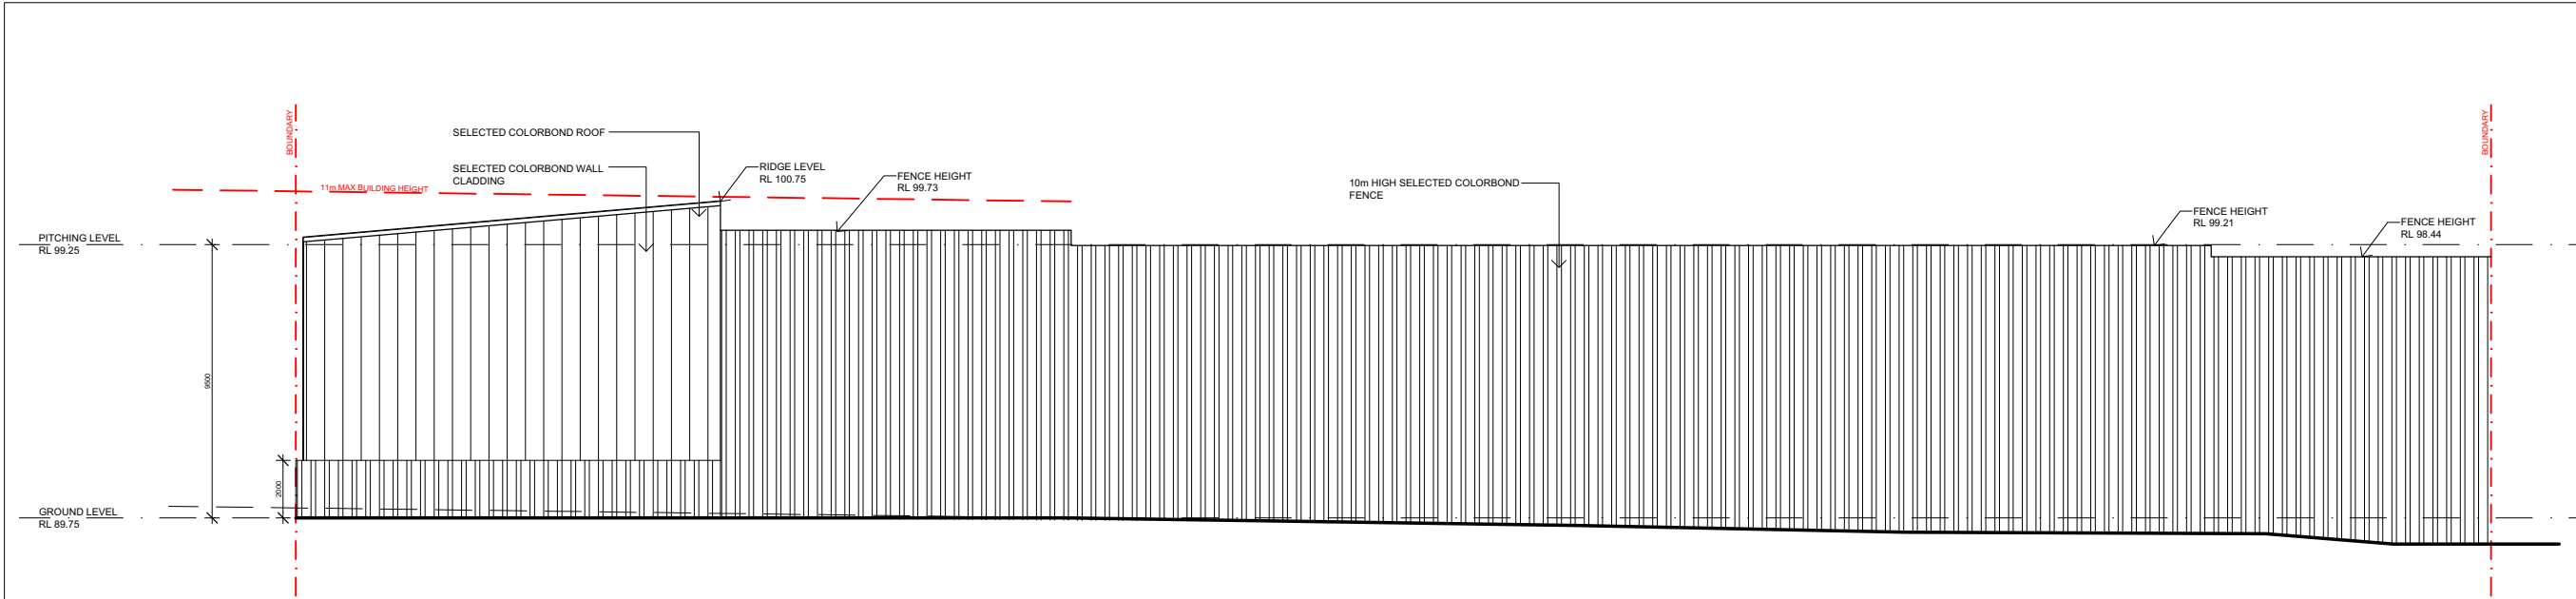 BOUNDARY
BOUNDARY
SELECTED COLORBOND ROOF
SELECTED COLORBOND WALL
CLADDING
RIDGE LEVEL
RL 100.75
FENCE HEIGHT
RL 99.73
10m HIGH SELECTED COLORBOND
FENCE
11m MAX BUILDING HEIGHT
FENCE HEIGHT
RL 99.21
FENCE HEIGHT
RL 98.44
PITCHING LEVEL
RL 99.25
9500
2000
GROUND LEVEL
RL 89.75